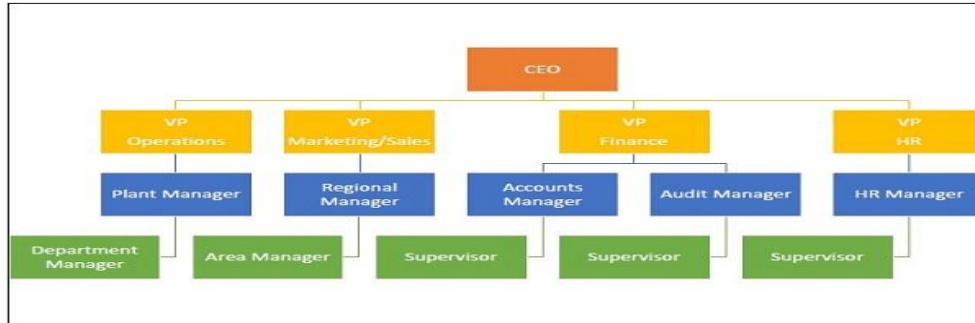 CEO
VP
Operations
VP
Marketing/Sales
VP
Finance
VP
HR
Plant Manager
Regional
Manager
Accounts
Manager
Audit Manager
HR Manager
Department
Manager
Area Manager
Supervisor
Supervisor
Supervisor